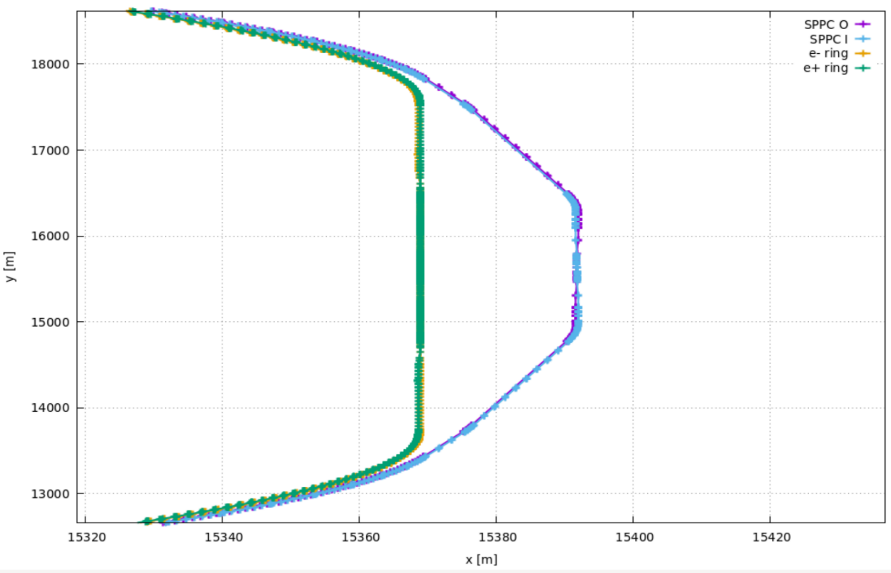 SPPC O
SPPC I
e- ring
e+ ring
18000
17000
16000
15000
14000
13000
y [m]
15320 15340 15360 15380 15400 15420
x [m]